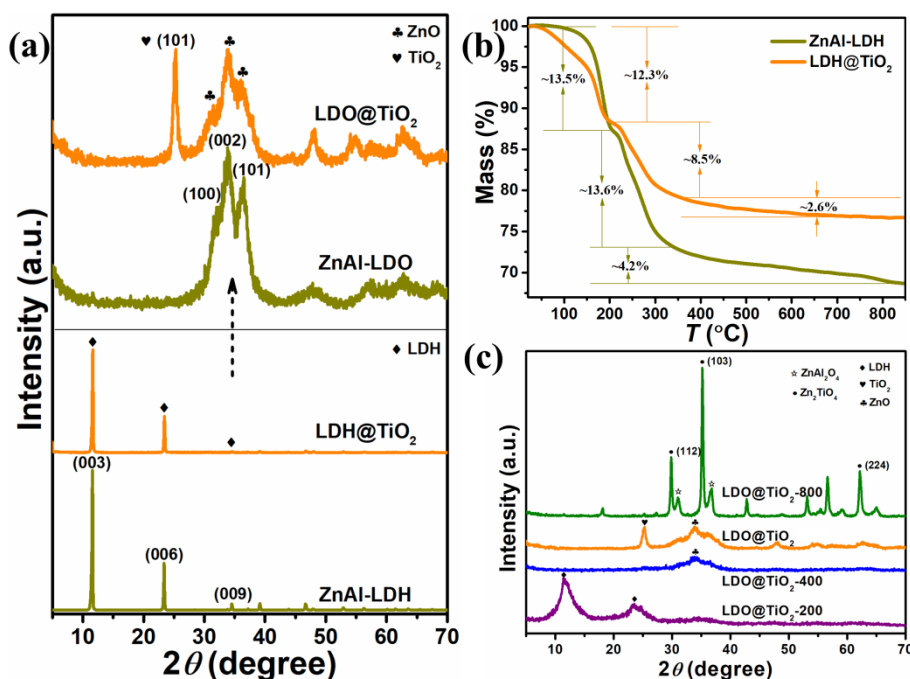 (a)
♥ (101)
♣ ZnO
♥ TiO₂
♣
♣
♣
LDO@TiO₂
(002)
(100)
(101)
ZnAl-LDO
♦ LDH
♦
♦
♦
LDH@TiO₂
(003)
(006)
(009)
ZnAl-LDH
Intensity (a.u.)
10 20 30 40 50 60 70
2θ (degree)
(b)
ZnAl-LDH
LDH@TiO₂
~13.5%
~12.3%
~8.5%
~13.6%
~2.6%
~4.2%
Mass (%)
100
95
90
85
80
75
70
100 200 300 400 500 600 700 800
T (°C)
(c)
☆ ZnAl₂O₄
• Zn₂TiO₄
♦ LDH
♥ TiO₂
♣ ZnO
• (103)
• (112)
☆
☆
• (224)
LDO@TiO₂-800
♥
♣
LDO@TiO₂
♣
LDO@TiO₂-400
♦
♦
LDO@TiO₂-200
Intensity (a.u.)
10 20 30 40 50 60 70
2θ (degree)